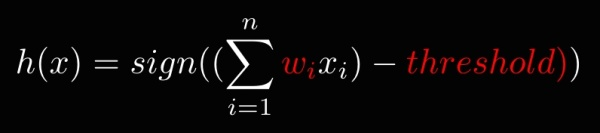 h(x) = sign((∑_{i=1}^{n} w_i x_i) − threshold))